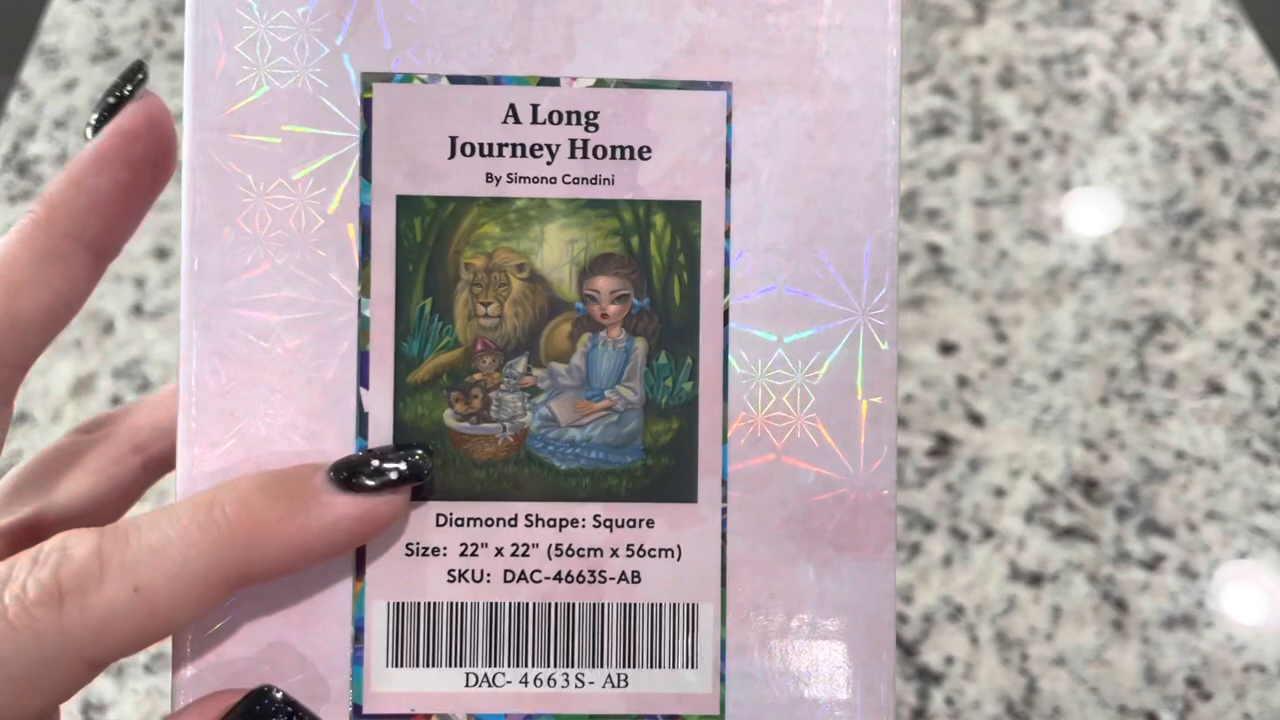 A Long
Journey Home
By Simona Candini
Diamond Shape: Square
Size: 22" x 22" (56cm x 56cm)
SKU: DAC-4663S-AB
DAC- 4663S- AB